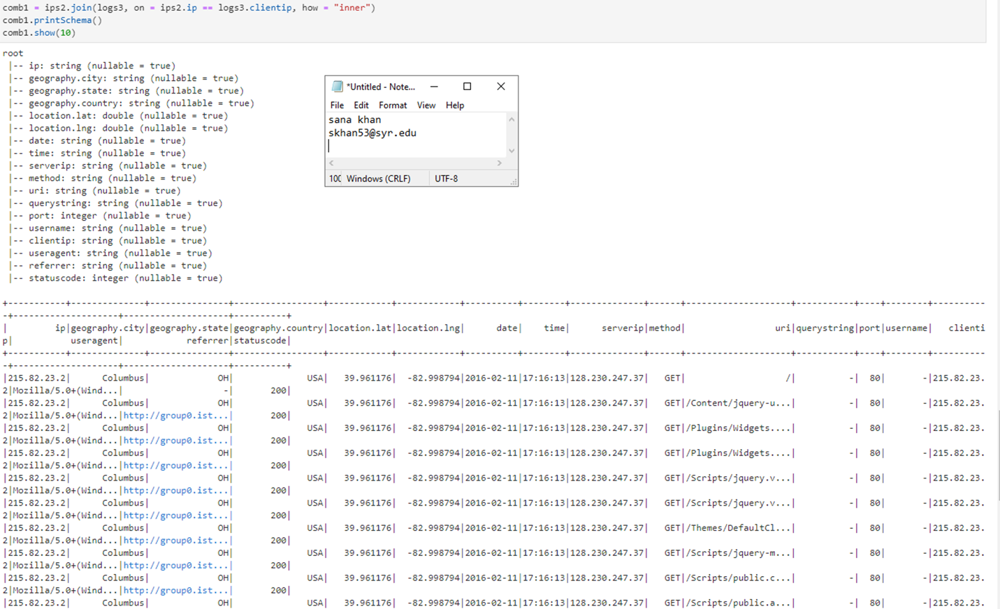 comb1 = ips2.join(logs3, on = ips2.ip == logs3.clientip, how = "inner")
comb1.printSchema()
comb1.show(10)
root
|-- ip: string (nullable = true)
|-- geography.city: string (nullable = true)
|-- geography.state: string (nullable = true)
|-- geography.country: string (nullable = true)
|-- location.lat: double (nullable = true)
|-- location.lng: double (nullable = true)
|-- date: string (nullable = true)
|-- time: string (nullable = true)
|-- serverip: string (nullable = true)
|-- method: string (nullable = true)
|-- uri: string (nullable = true)
|-- querystring: string (nullable = true)
|-- port: integer (nullable = true)
|-- username: string (nullable = true)
|-- clientip: string (nullable = true)
|-- useragent: string (nullable = true)
|-- referrer: string (nullable = true)
|-- statuscode: integer (nullable = true)
*Untitled - Note...
File Edit Format View Help
sana khan
skhan53@syr.edu
100 Windows (CRLF) UTF-8
+-----------+--------------+---------------+-----------------+------------+------------+----------+--------+--------------+------+--------------------+-----------+----+--------+----------
-+--------------------+--------------------+----------+
| ip|geography.city|geography.state|geography.country|location.lat|location.lng| date| time| serverip|method| uri|querystring|port|username| clienti
p| useragent| referrer|statuscode|
+-----------+--------------+---------------+-----------------+------------+------------+----------+--------+--------------+------+--------------------+-----------+----+--------+----------
-+--------------------+--------------------+----------+
|215.82.23.2| Columbus| OH| USA| 39.961176| -82.998794|2016-02-11|17:16:13|128.230.247.37| GET| /| -| 80| -|215.82.23.
2|Mozilla/5.0+(Wind...| -| 200|
|215.82.23.2| Columbus| OH| USA| 39.961176| -82.998794|2016-02-11|17:16:13|128.230.247.37| GET|/Content/jquery-u...| -| 80| -|215.82.23.
2|Mozilla/5.0+(Wind...|http://group0.ist...| 200|
|215.82.23.2| Columbus| OH| USA| 39.961176| -82.998794|2016-02-11|17:16:13|128.230.247.37| GET|/Plugins/Widgets....| -| 80| -|215.82.23.
2|Mozilla/5.0+(Wind...|http://group0.ist...| 200|
|215.82.23.2| Columbus| OH| USA| 39.961176| -82.998794|2016-02-11|17:16:13|128.230.247.37| GET|/Plugins/Widgets....| -| 80| -|215.82.23.
2|Mozilla/5.0+(Wind...|http://group0.ist...| 200|
|215.82.23.2| Columbus| OH| USA| 39.961176| -82.998794|2016-02-11|17:16:13|128.230.247.37| GET|/Scripts/jquery.v...| -| 80| -|215.82.23.
2|Mozilla/5.0+(Wind...|http://group0.ist...| 200|
|215.82.23.2| Columbus| OH| USA| 39.961176| -82.998794|2016-02-11|17:16:13|128.230.247.37| GET|/Scripts/jquery.v...| -| 80| -|215.82.23.
2|Mozilla/5.0+(Wind...|http://group0.ist...| 200|
|215.82.23.2| Columbus| OH| USA| 39.961176| -82.998794|2016-02-11|17:16:13|128.230.247.37| GET|/Themes/DefaultCl...| -| 80| -|215.82.23.
2|Mozilla/5.0+(Wind...|http://group0.ist...| 200|
|215.82.23.2| Columbus| OH| USA| 39.961176| -82.998794|2016-02-11|17:16:13|128.230.247.37| GET|/Scripts/jquery-m...| -| 80| -|215.82.23.
2|Mozilla/5.0+(Wind...|http://group0.ist...| 200|
|215.82.23.2| Columbus| OH| USA| 39.961176| -82.998794|2016-02-11|17:16:13|128.230.247.37| GET|/Scripts/public.c...| -| 80| -|215.82.23.
2|Mozilla/5.0+(Wind...|http://group0.ist...| 200|
|215.82.23.2| Columbus| OH| USA| 39.961176| -82.998794|2016-02-11|17:16:13|128.230.247.37| GET|/Scripts/public.a...| -| 80| -|215.82.23.